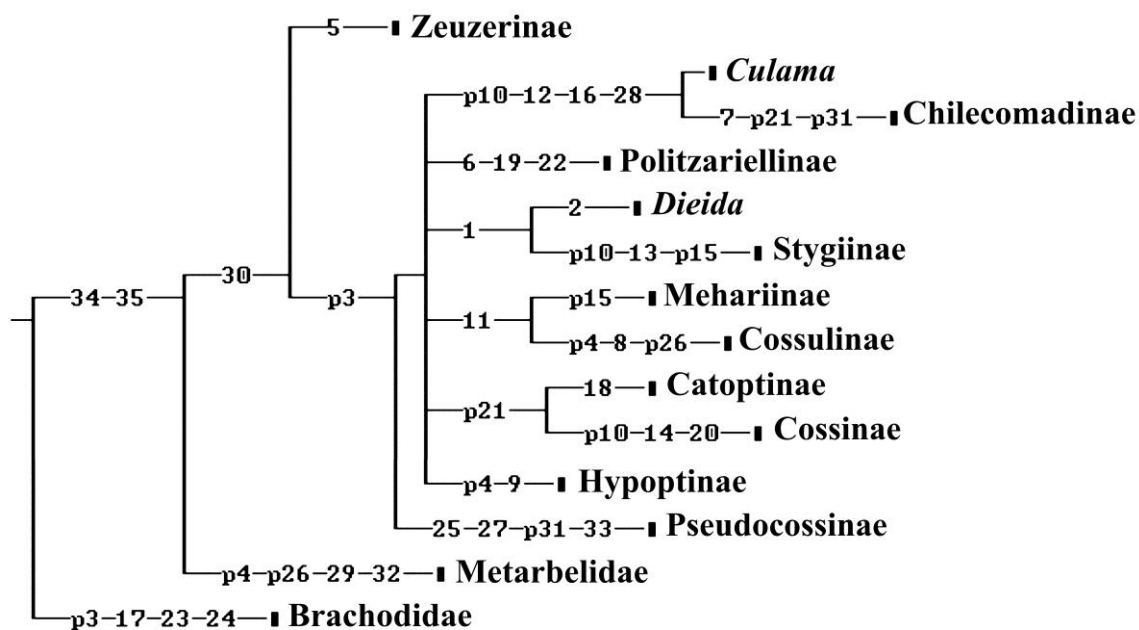 5 Zeuzerinae
Culama
p10-12-16-28
7-p21-p31 Chilecomadinae
6-19-22 Politzariellinae
2 Dieida
1
p10-13-p15 Stygiinae
30
34-35
p3
p15 Mehariinae
11
p4-8-p26 Cossulinae
18 Catoptinae
p21
p10-14-20 Cossinae
p4-9 Hypoptinae
25-27-p31-33 Pseudocossinae
p4-p26-29-32 Metarbelidae
p3-17-23-24 Brachodidae